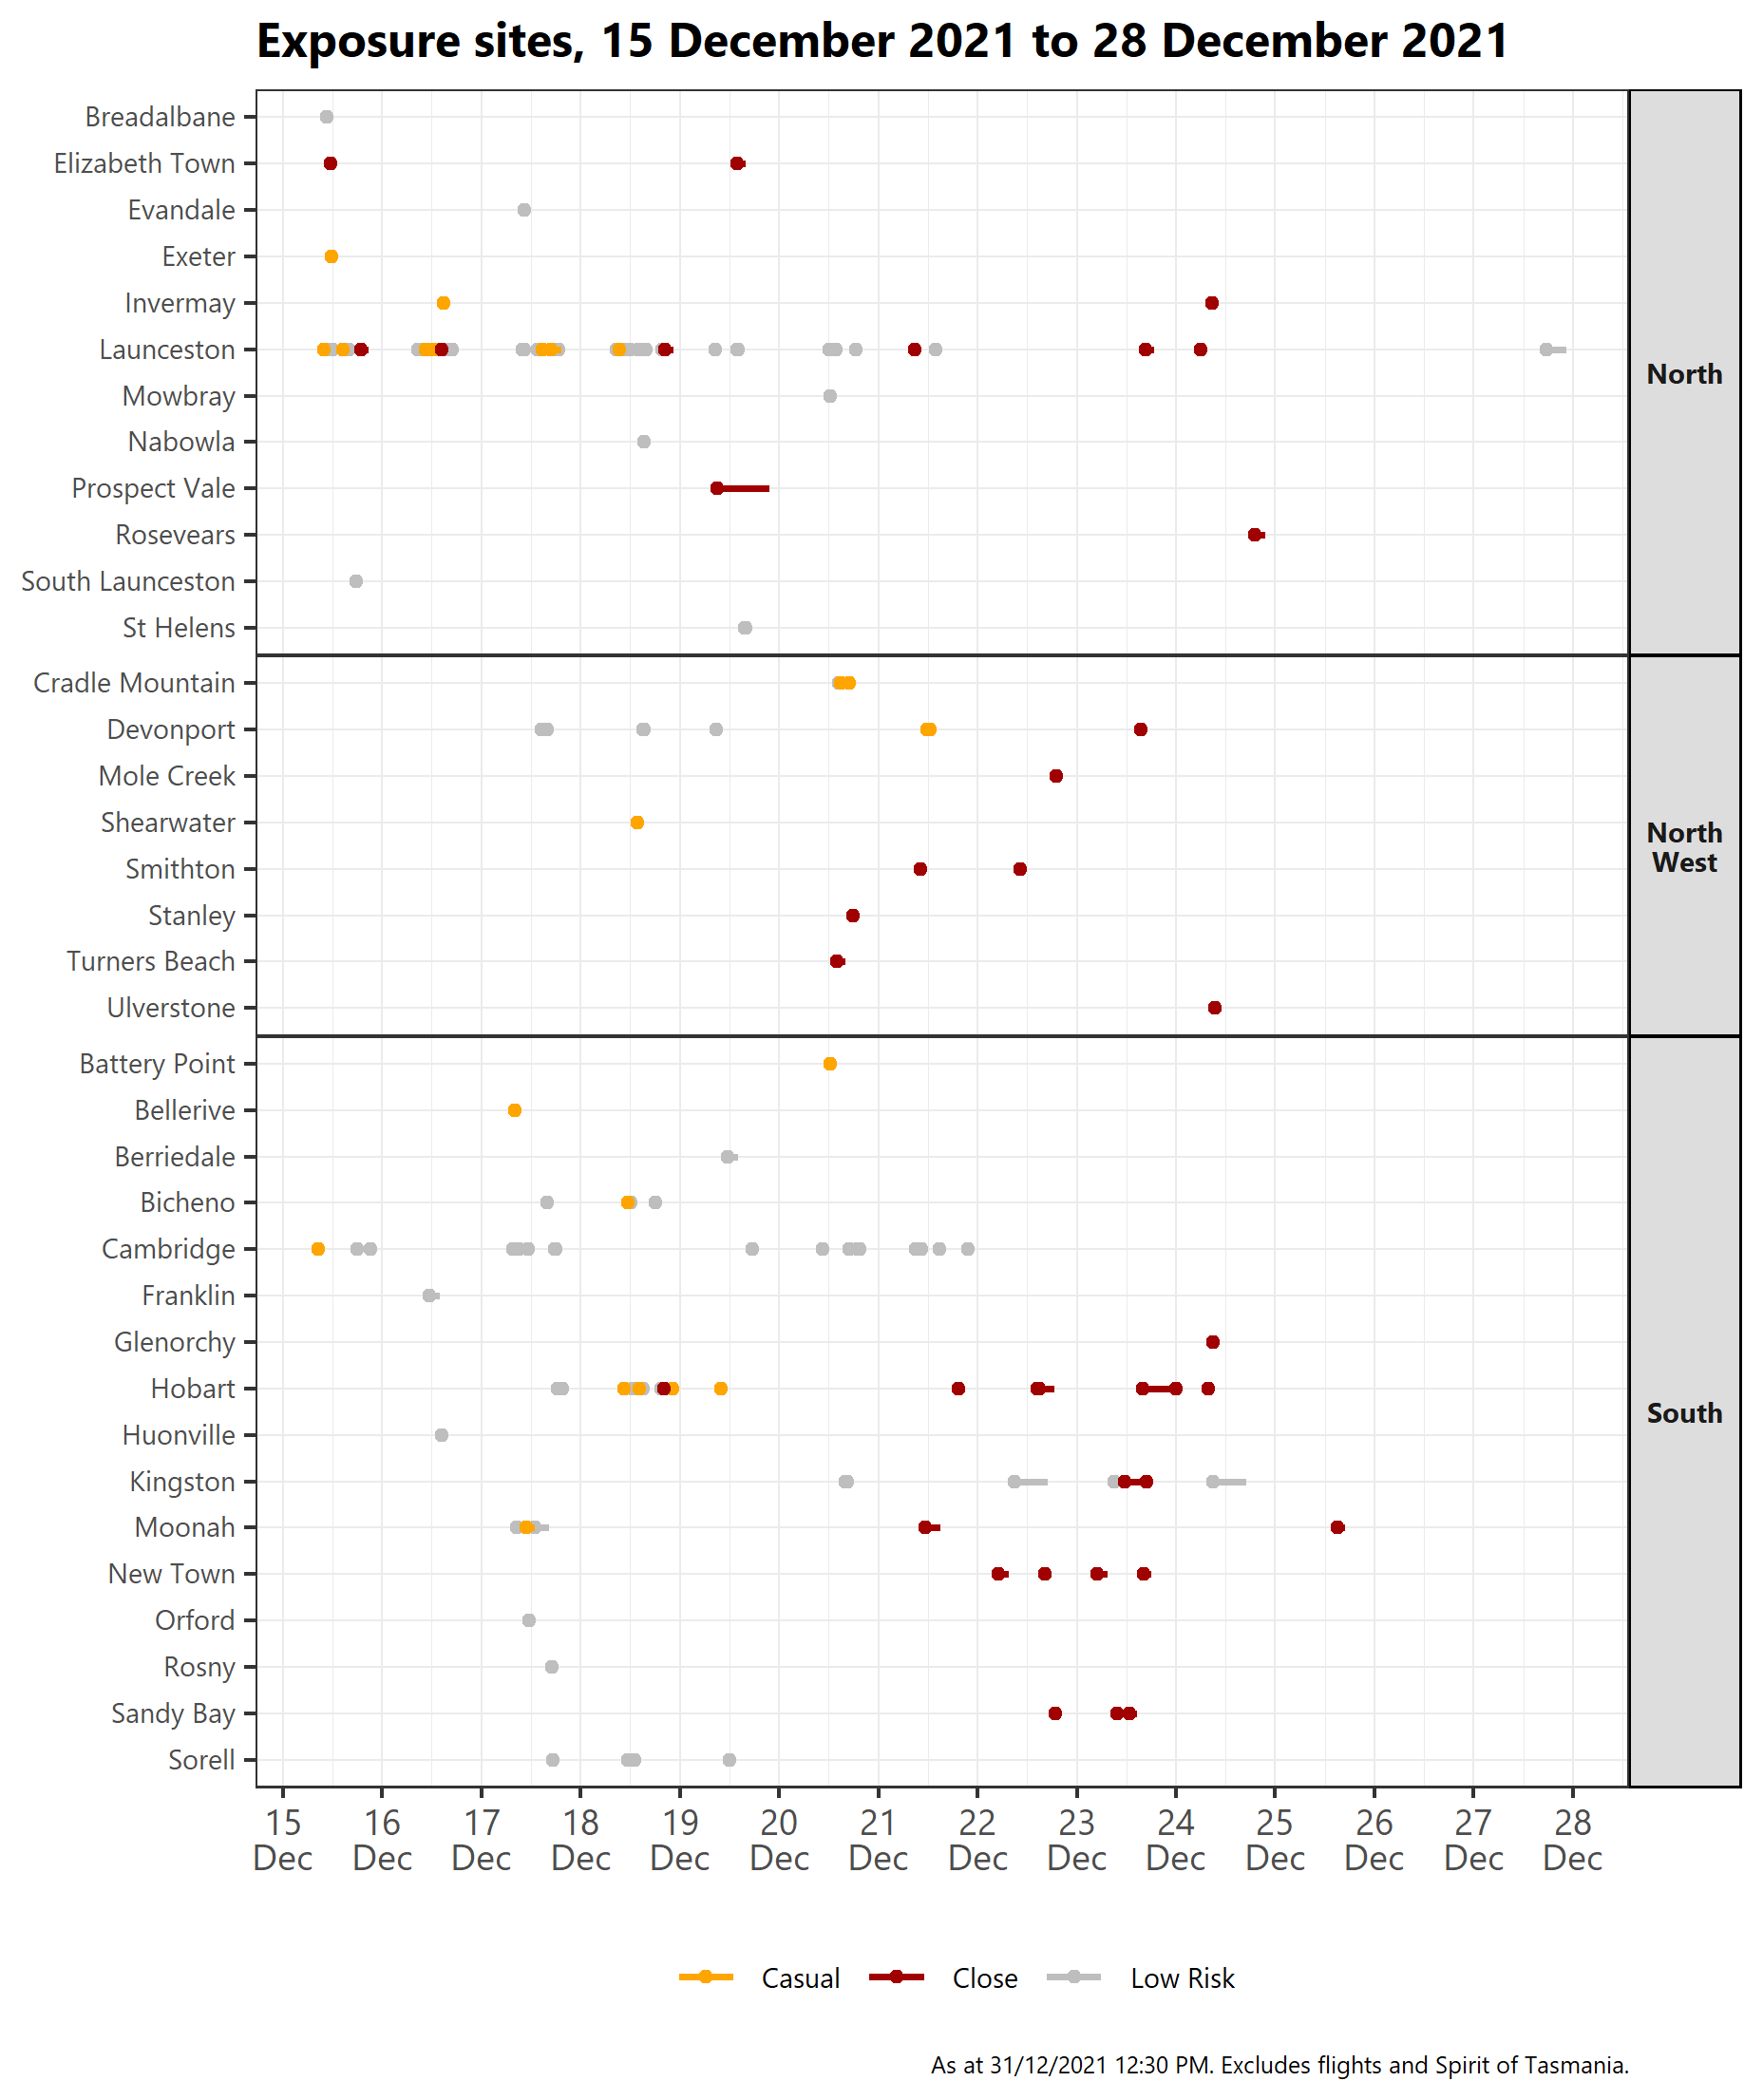 Exposure sites, 15 December 2021 to 28 December 2021
Breadalbane
Elizabeth Town
Evandale
Exeter
Invermay
Launceston
Mowbray
Nabowla
Prospect Vale
Rosevears
South Launceston
St Helens
North
Cradle Mountain
Devonport
Mole Creek
Shearwater
Smithton
Stanley
Turners Beach
Ulverstone
North
West
Battery Point
Bellerive
Berriedale
Bicheno
Cambridge
Franklin
Glenorchy
Hobart
Huonville
Kingston
Moonah
New Town
Orford
Rosny
Sandy Bay
Sorell
South
15 16 17 18 19 20 21 22 23 24 25 26 27 28
Dec Dec Dec Dec Dec Dec Dec Dec Dec Dec Dec Dec Dec Dec
Casual Close Low Risk
As at 31/12/2021 12:30 PM. Excludes flights and Spirit of Tasmania.